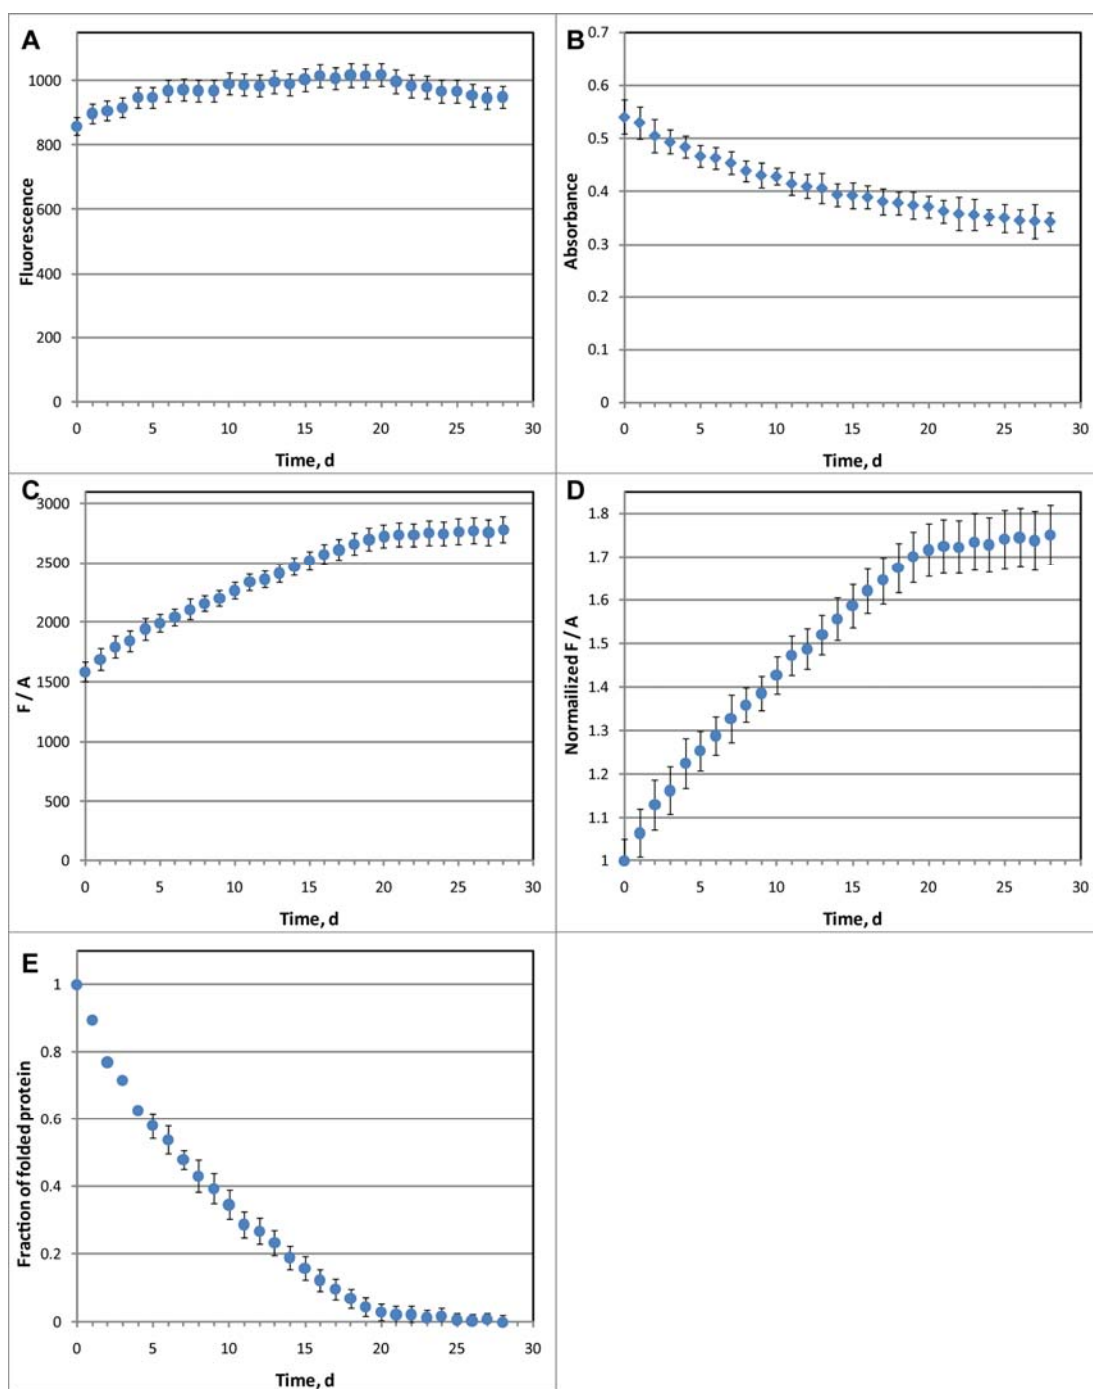 A
Fluorescence
1000
800
600
400
200
0
0 5 10 15 20 25 30
Time, d
B
Absorbance
0.7
0.6
0.5
0.4
0.3
0.2
0.1
0
0 5 10 15 20 25 30
Time, d
C
F / A
3000
2500
2000
1500
1000
500
0
0 5 10 15 20 25 30
Time, d
D
Normailized F / A
1.8
1.7
1.6
1.5
1.4
1.3
1.2
1.1
1
0 5 10 15 20 25 30
Time, d
E
Fraction of folded protein
1
0.8
0.6
0.4
0.2
0
0 5 10 15 20 25 30
Time, d